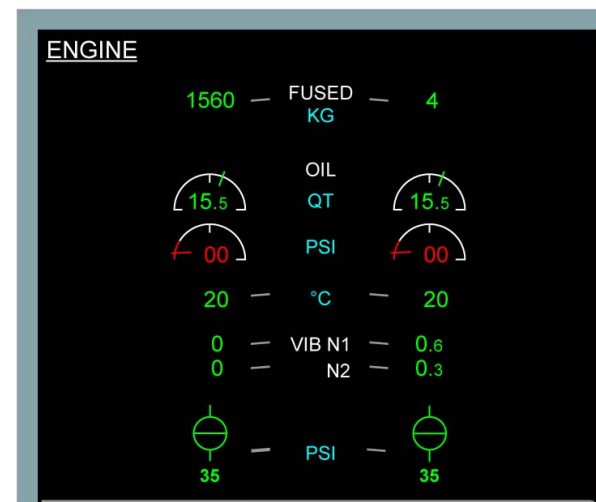 ENGINE
1560 FUSED 4
KG
OIL
15.5 QT 15.5
00 PSI 00
20 °C 20
0 VIB N1 0.6
0 N2 0.3
PSI
35 35